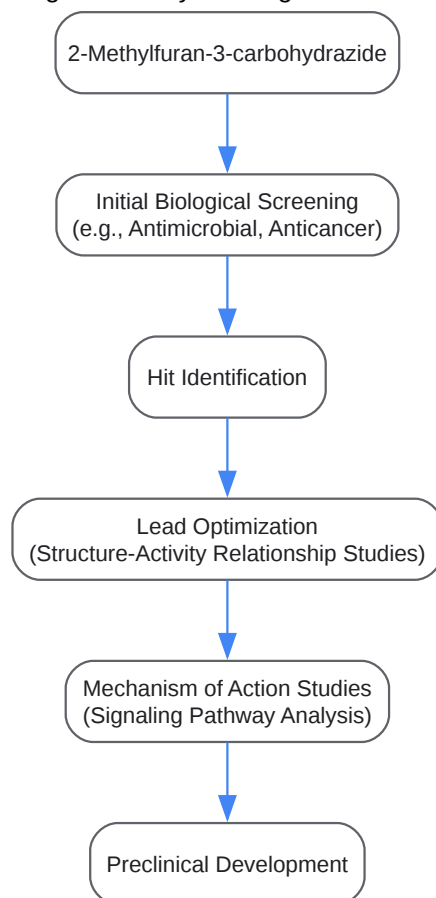 2-Methylfuran-3-carbohydrazide
Initial Biological Screening
(e.g., Antimicrobial, Anticancer)
Hit Identification
Lead Optimization
(Structure-Activity Relationship Studies)
Mechanism of Action Studies
(Signaling Pathway Analysis)
Preclinical Development